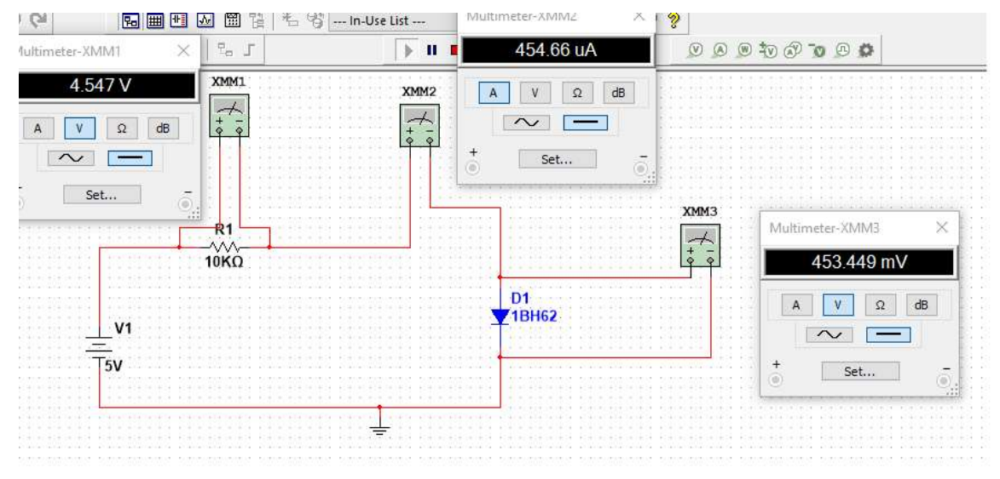 --- In-Use List ---
Multimeter-XMM2
×
?
Multimeter-XMM1
×
454.66 uA
V
A
W
4.547 V
XMM1
XMM2
A
V
Ω
dB
+ −
A
V
Ω
dB
+ −
Set...
+
−
Set...
−
XMM3
R1
Multimeter-XMM3
×
10KΩ
+ −
453.449 mV
D1
1BH62
A
V
Ω
dB
V1
5V
Set...
+
−